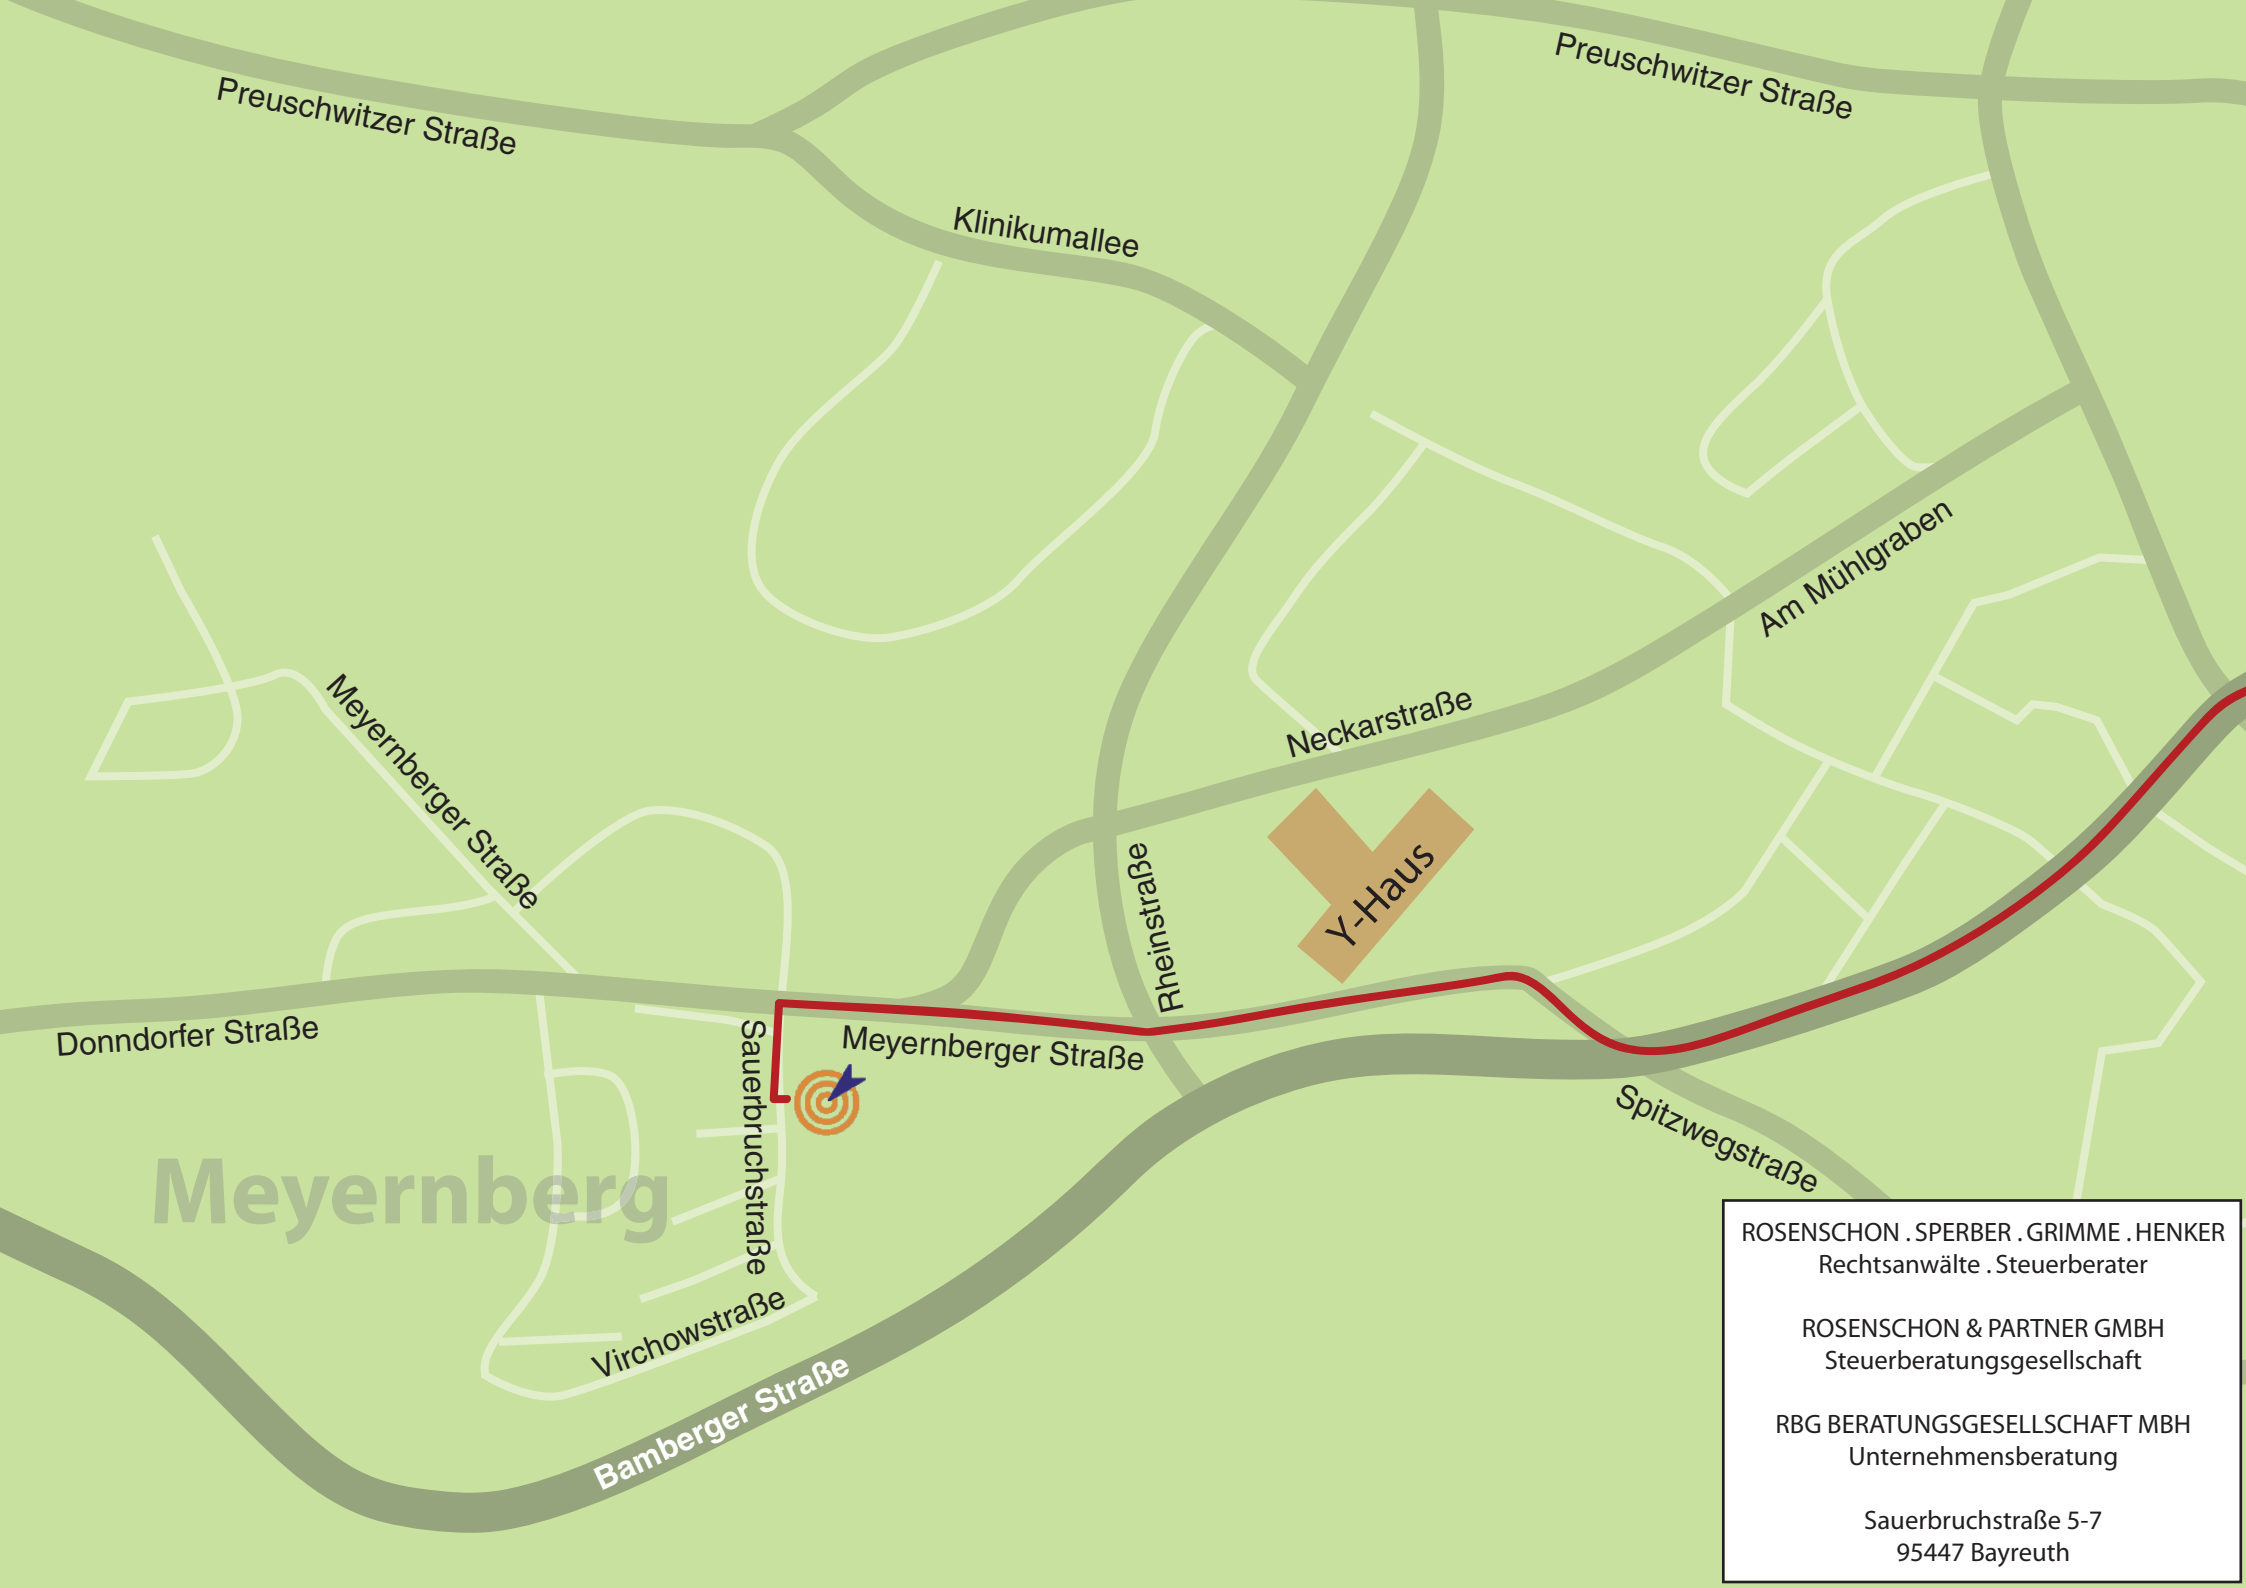 Preuschwitzer Straße
Preuschwitzer Straße
Klinikumallee
Am Mühlgraben
Neckarstraße
Meyernberger Straße
Y-Haus
Rheinstraße
Donndorfer Straße
Meyernberger Straße
Sauerbruchstraße
Spitzwegstraße
Meyernberg
Virchowstraße
Bamberger Straße
ROSENSCHON . SPERBER . GRIMME . HENKER
Rechtsanwälte . Steuerberater
ROSENSCHON & PARTNER GMBH
Steuerberatungsgesellschaft
RBG BERATUNGSGESELLSCHAFT MBH
Unternehmensberatung
Sauerbruchstraße 5-7
95447 Bayreuth